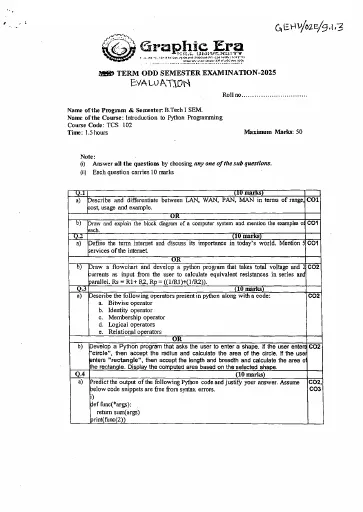 GEHU/02E/9.1.3
Graphic Era
HILL UNIVERSITY
TERM ODD SEMESTER EXAMINATION-2025
EVALUATION
Roll no..............................
Name of the Program & Semester: B.Tech I SEM.
Name of the Course: Introduction to Python Programming
Course Code: TCS 102
Time: 1.5 hours Maximum Marks: 50
Note:
(i) Answer all the questions by choosing any one of the sub questions.
(ii) Each question carries 10 marks
Q.1 (10 marks)
a) Describe and differentiate between LAN, WAN, PAN, MAN in terms of range, CO1
cost, usage and example.
OR
b) Draw and explain the block diagram of a computer system and mention the examples of CO1
each.
Q.2 (10 marks)
a) Define the term internet and discuss its importance in today's world. Mention 5 CO1
services of the internet.
OR
b) Draw a flowchart and develop a python program that takes total voltage and 2 CO2
currents as input from the user to calculate equivalent resistances in series and
parallel. Rs = R1+ R2, Rp = ((1/R1)+(1/R2)).
Q.3 (10 marks)
a) Describe the following operators present in python along with a code: CO2
a. Bitwise operator
b. Identity operator
c. Membership operator
d. Logical operators
e. Relational operators
OR
b) Develop a Python program that asks the user to enter a shape. If the user enters CO2
"circle", then accept the radius and calculate the area of the circle. If the user
enters "rectangle", then accept the length and breadth and calculate the area of
the rectangle. Display the computed area based on the selected shape.
Q.4 (10 marks)
a) Predict the output of the following Python code and justify your answer. Assume CO2,
below code snippets are free from syntax errors. CO3
i)
def func(*args):
return sum(args)
print(func(2))